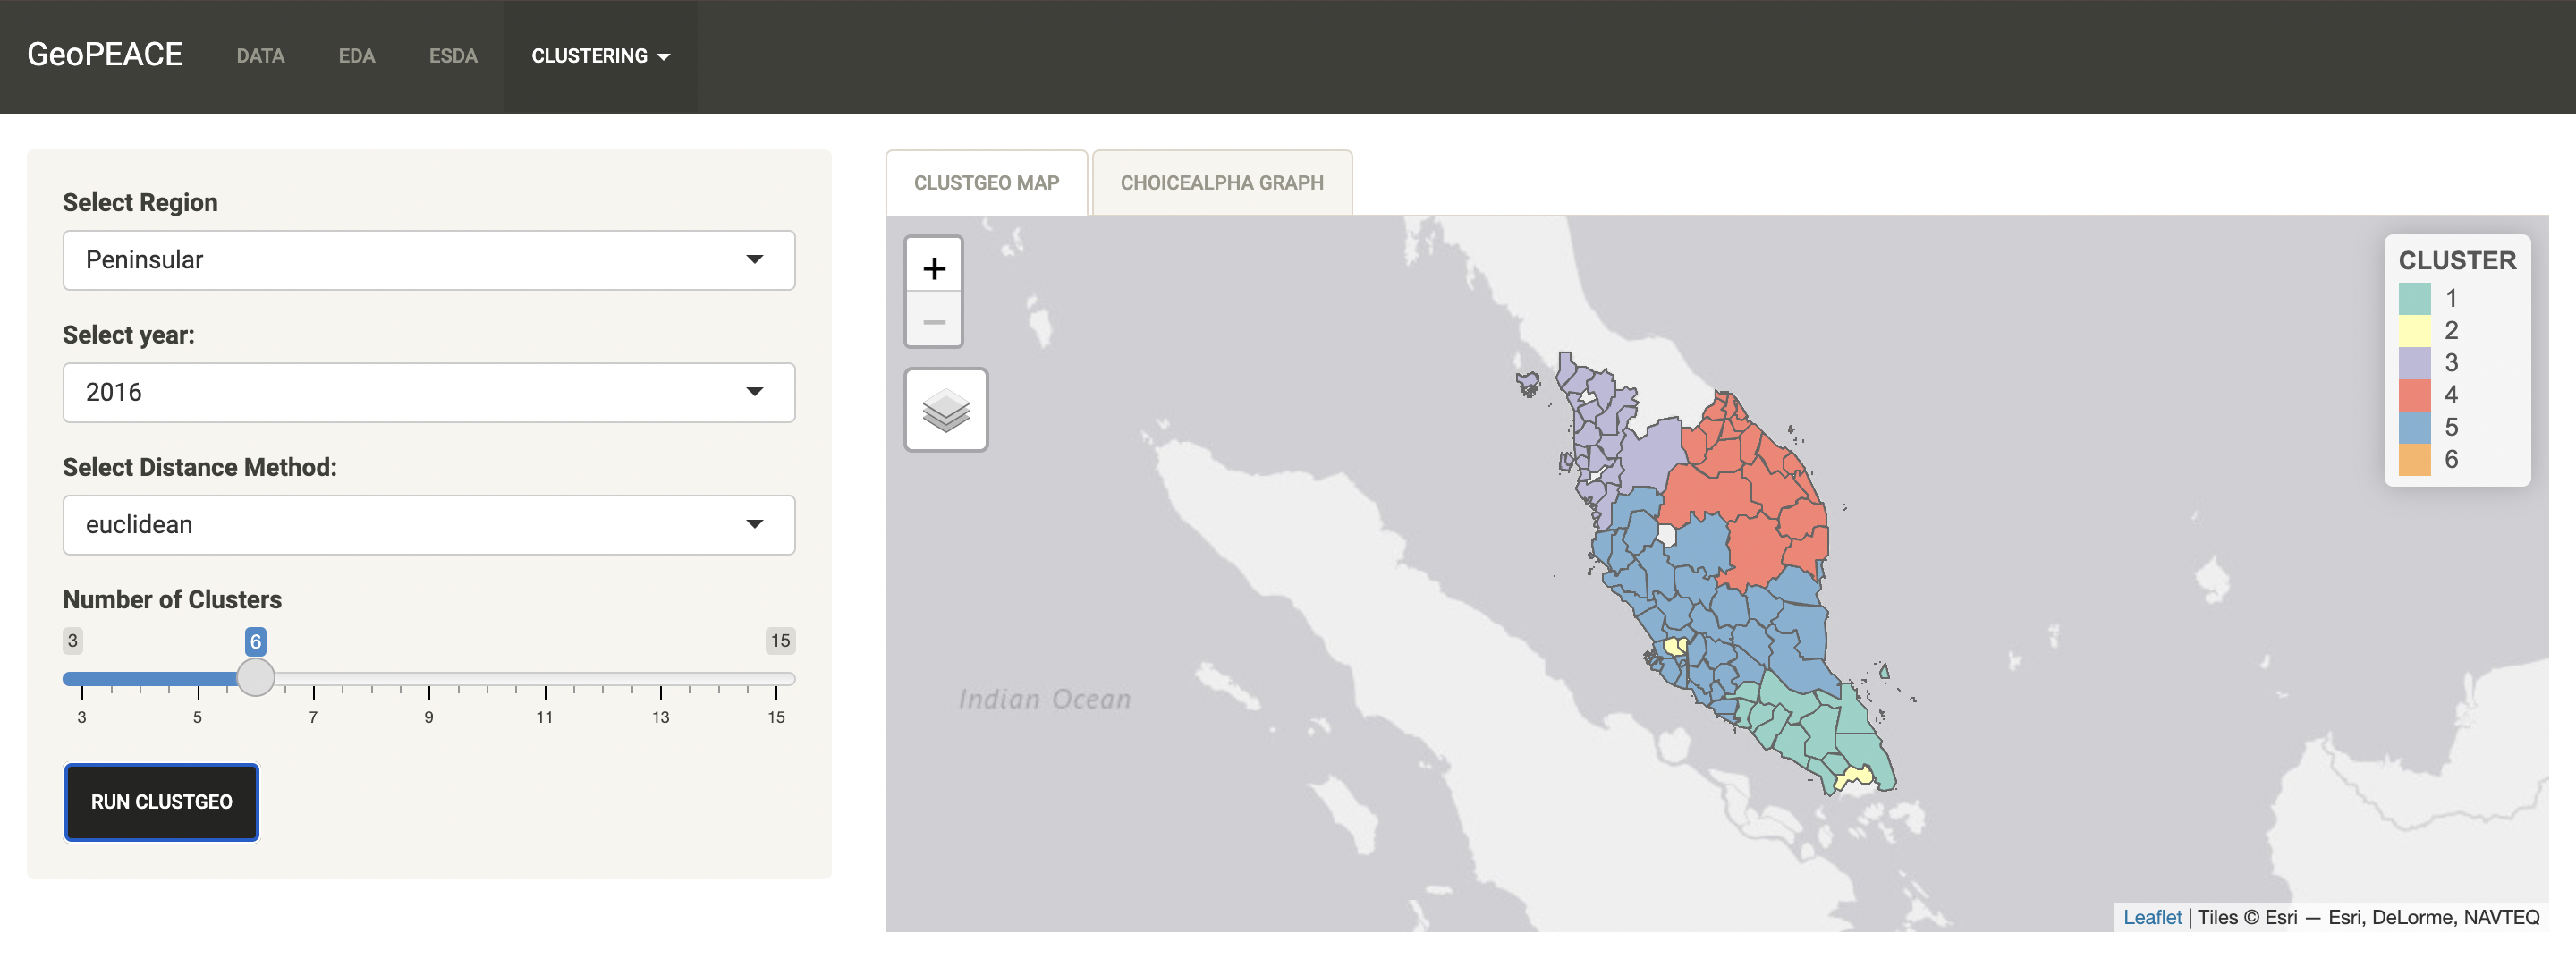 GeoPEACE DATA EDA ESDA CLUSTERING
Select Region
Peninsular
Select year:
2016
Select Distance Method:
euclidean
Number of Clusters
3 6 15
3 5 7 9 11 13 15
RUN CLUSTGEO
CLUSTGEO MAP CHOICEALPHA GRAPH
+
−
CLUSTER
1
2
3
4
5
6
Indian Ocean
Leaflet | Tiles © Esri — Esri, DeLorme, NAVTEQ